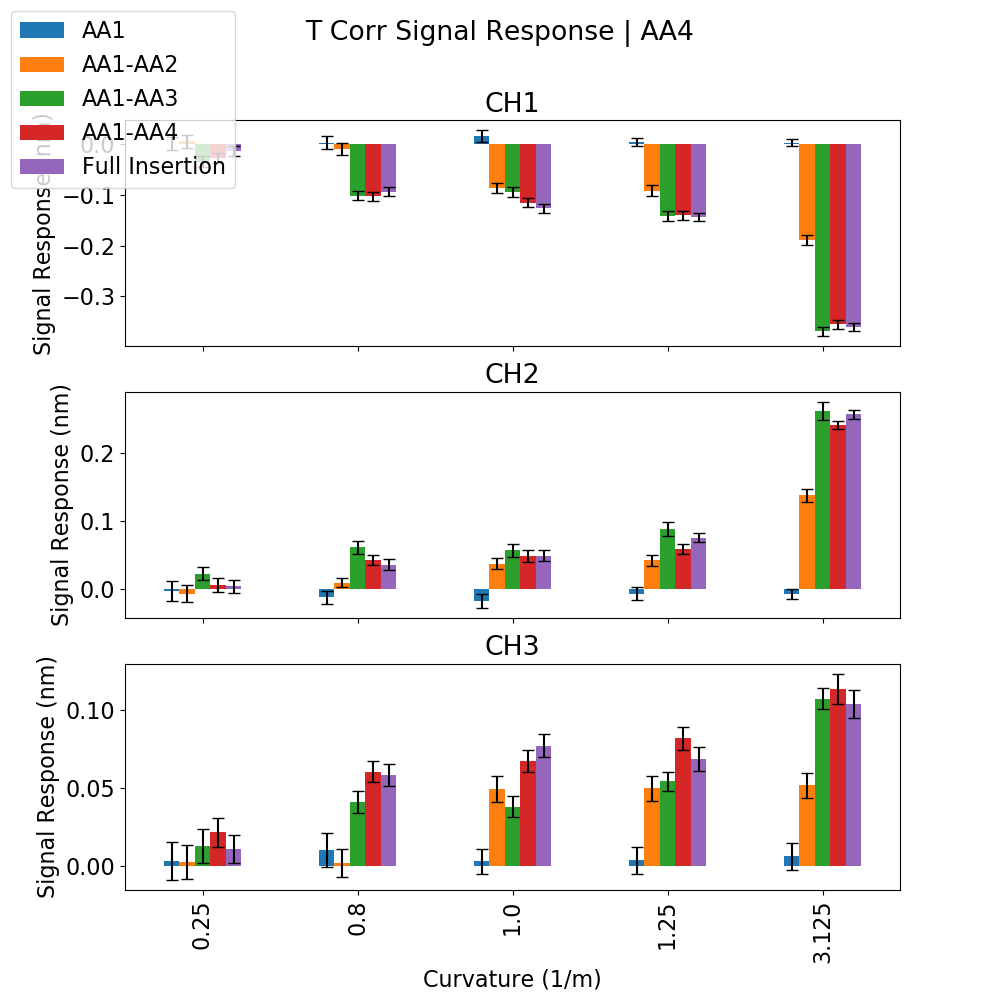 T Corr Signal Response | AA4
AA1
AA1-AA2
AA1-AA3
AA1-AA4
Full Insertion
CH1
Signal Response (nm)
0.0
−0.1
−0.2
−0.3
CH2
Signal Response (nm)
0.2
0.1
0.0
CH3
Signal Response (nm)
0.10
0.05
0.00
0.25
0.8
1.0
1.25
3.125
Curvature (1/m)